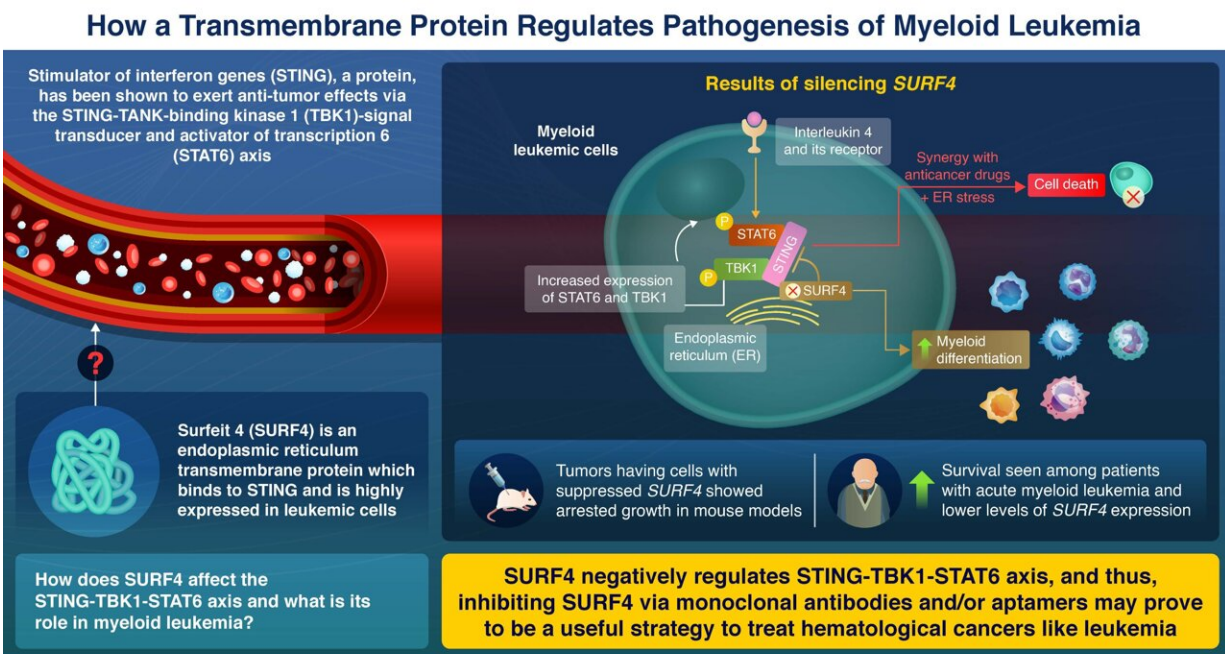 How a Transmembrane Protein Regulates Pathogenesis of Myeloid Leukemia
Stimulator of interferon genes (STING), a protein,
has been shown to exert anti-tumor effects via
the STING-TANK-binding kinase 1 (TBK1)-signal
transducer and activator of transcription 6
(STAT6) axis
?
Surfeit 4 (SURF4) is an
endoplasmic reticulum
transmembrane protein which
binds to STING and is highly
expressed in leukemic cells
How does SURF4 affect the
STING-TBK1-STAT6 axis and what is its
role in myeloid leukemia?
Results of silencing SURF4
Myeloid
leukemic cells
Interleukin 4
and its receptor
Synergy with
anticancer drugs
+ ER stress
Cell death
P
STAT6
STING
P
TBK1
SURF4
Increased expression
of STAT6 and TBK1
Endoplasmic
reticulum (ER)
Myeloid
differentiation
Tumors having cells with
suppressed SURF4 showed
arrested growth in mouse models
Survival seen among patients
with acute myeloid leukemia and
lower levels of SURF4 expression
SURF4 negatively regulates STING-TBK1-STAT6 axis, and thus,
inhibiting SURF4 via monoclonal antibodies and/or aptamers may prove
to be a useful strategy to treat hematological cancers like leukemia